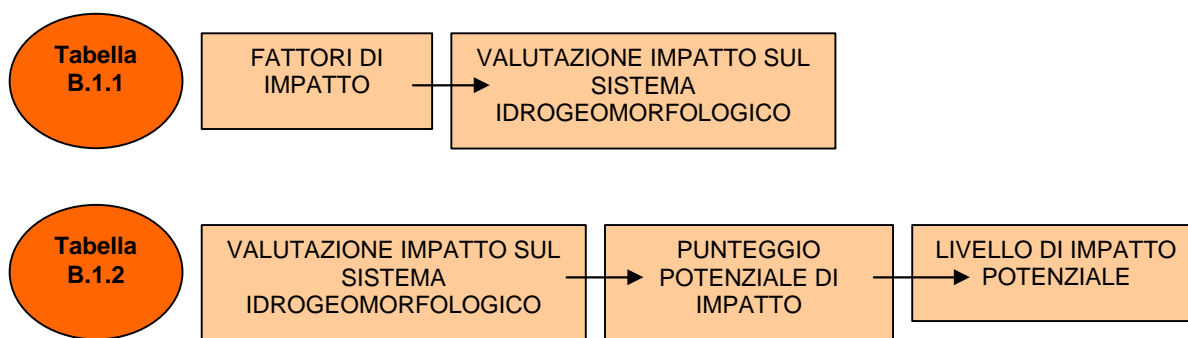 Tabella
B.1.1
FATTORI DI
IMPATTO
VALUTAZIONE IMPATTO SUL
SISTEMA
IDROGEOMORFOLOGICO
Tabella
B.1.2
VALUTAZIONE IMPATTO SUL
SISTEMA
IDROGEOMORFOLOGICO
PUNTEGGIO
POTENZIALE DI
IMPATTO
LIVELLO DI IMPATTO
POTENZIALE